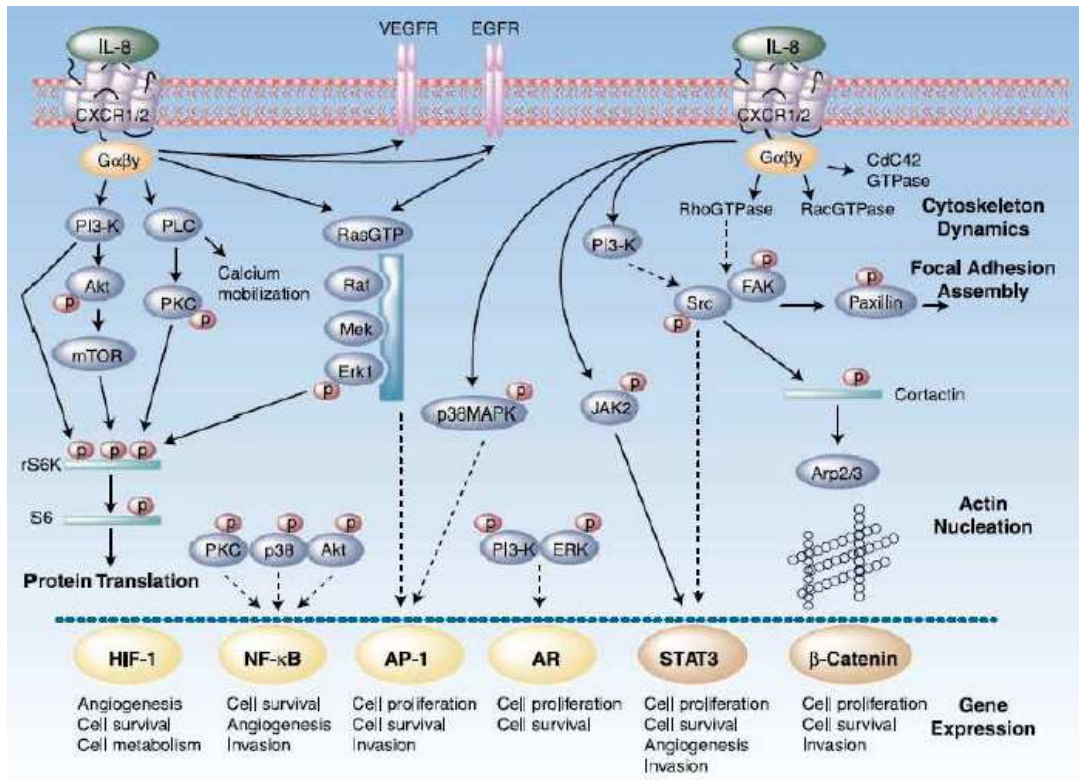 VEGFR EGFR
IL-8
IL-8
CXCR1/2
CXCR1/2
Gαβγ
Gαβγ
CdC42
GTPase
RhoGTPase
RacGTPase
Cytoskeleton
Dynamics
PI3-K
PLC
RasGTP
PI3-K
Calcium
mobilization
Akt
p
PKC
p
Raf
p
FAK
Src
p
p
Paxillin
Focal Adhesion
Assembly
mTOR
Mek
Erk1
p
p38MAPK
p
JAK2
p
p
Cortactin
rS6K
p p p
Arp2/3
S6
p
Actin
Nucleation
p p p
PKC p38 Akt
p p
PI3-K ERK
Protein Translation
HIF-1
NF-κB
AP-1
AR
STAT3
β-Catenin
Angiogenesis
Cell survival
Cell metabolism
Cell survival
Angiogenesis
Invasion
Cell proliferation
Cell survival
Invasion
Cell proliferation
Cell survival
Cell proliferation
Cell survival
Angiogenesis
Invasion
Cell proliferation
Cell survival
Invasion
Gene
Expression